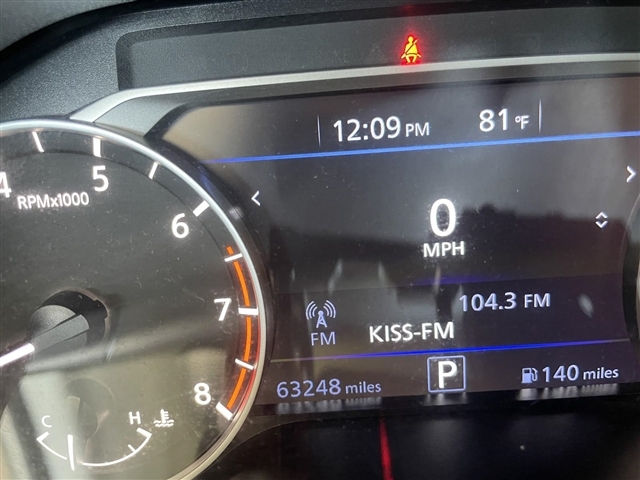 12:09 PM 81 °F
4 5 6 7 8
RPMx1000
0
MPH
104.3 FM
FM KISS-FM
63248 miles P 140 miles
C H